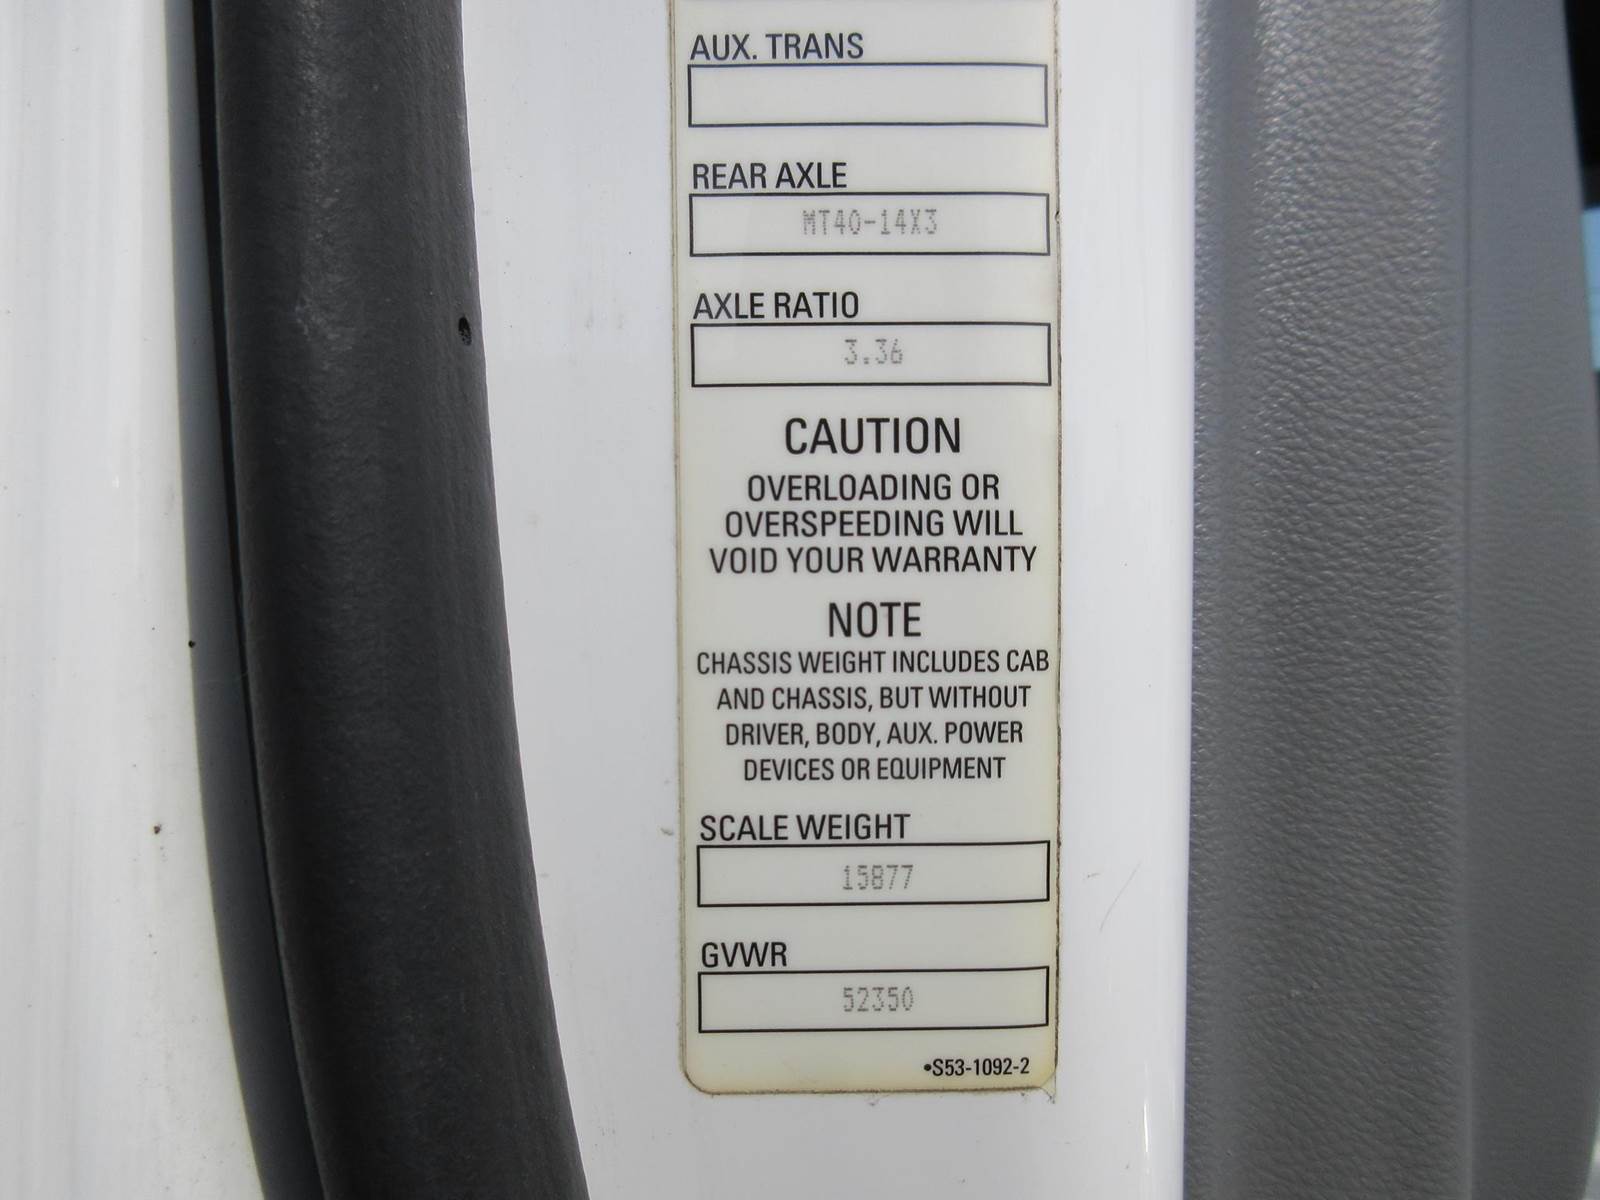 AUX. TRANS
REAR AXLE
MT40-14X3
AXLE RATIO
3.36
CAUTION
OVERLOADING OR
OVERSPEEDING WILL
VOID YOUR WARRANTY
NOTE
CHASSIS WEIGHT INCLUDES CAB
AND CHASSIS, BUT WITHOUT
DRIVER, BODY, AUX. POWER
DEVICES OR EQUIPMENT
SCALE WEIGHT
15877
GVWR
52350
•S53-1092-2